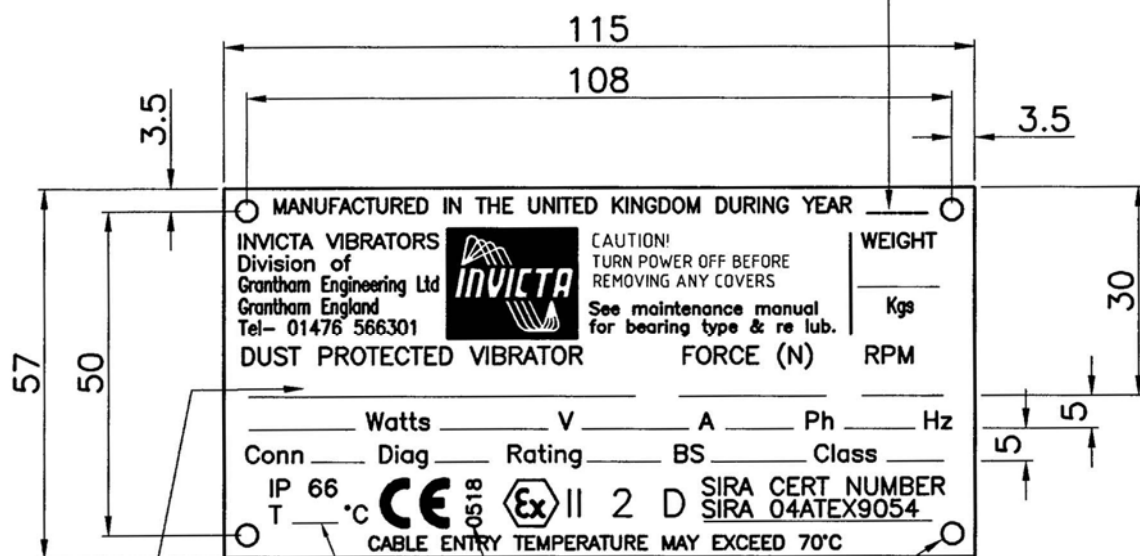 115
108
3.5
3.5
MANUFACTURED IN THE UNITED KINGDOM DURING YEAR
INVICTA VIBRATORS
Division of
Grantham Engineering Ltd
Grantham England
Tel- 01476 566301
INVICTA
CAUTION!
TURN POWER OFF BEFORE
REMOVING ANY COVERS
See maintenance manual
for bearing type & re lub.
WEIGHT
Kgs
30
57
50
DUST PROTECTED VIBRATOR FORCE (N) RPM
5
Watts V A Ph Hz
5
Conn Diag Rating BS Class
IP 66
T °C
CE
0518
Ex II 2 D
SIRA CERT NUMBER
SIRA 04ATEX9054
CABLE ENTRY TEMPERATURE MAY EXCEED 70°C